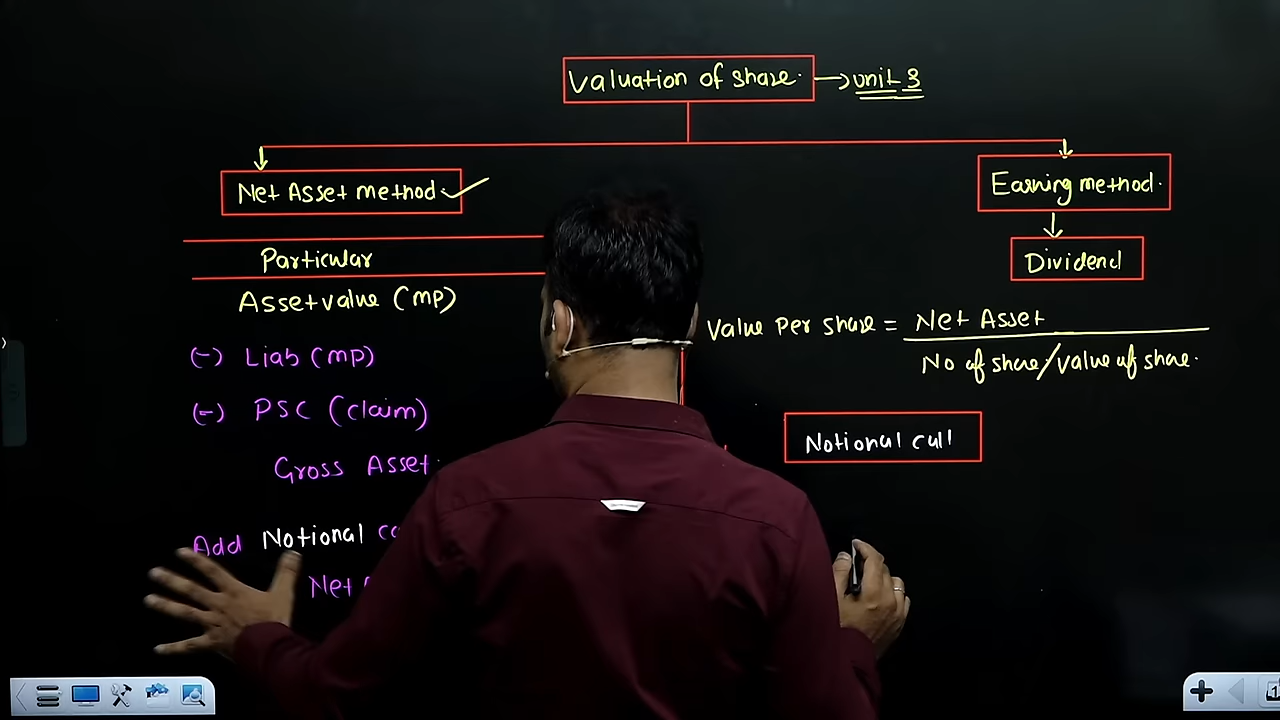 Valuation of share. → unit 3
Net Asset method
Earning method.
Dividend
Particular
Asset value (mp)
(-) Liab (mp)
(-) PSC (claim)
Gross Asset
Add Notional
Net
Value Per share = Net Asset
No of share/value of share.
Notional call